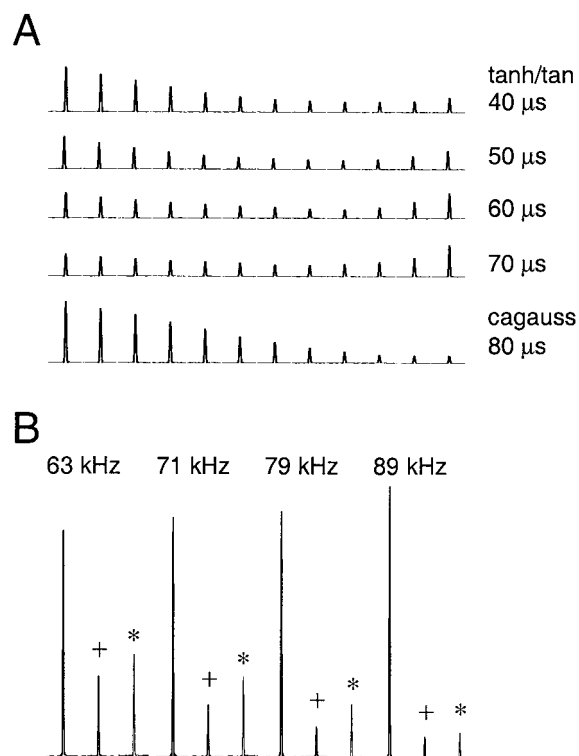 A
tanh/tan
40 μs
50 μs
60 μs
70 μs
cagauss
80 μs
B
63 kHz 71 kHz 79 kHz 89 kHz
+ * + * + * + *